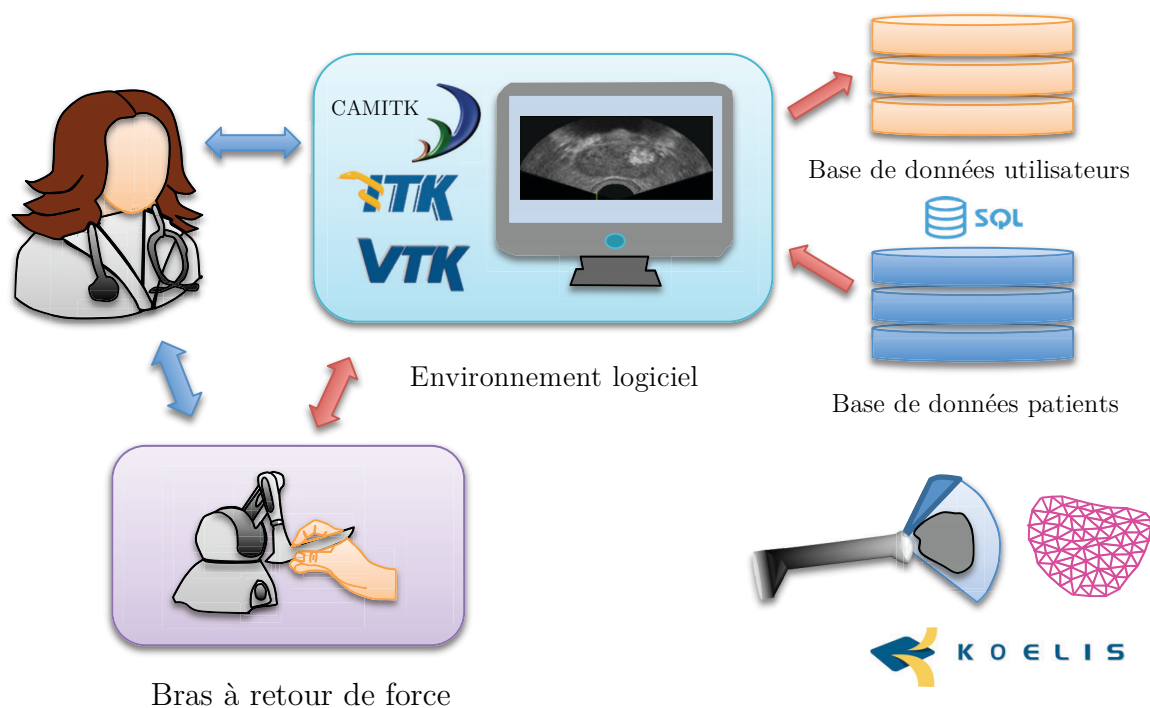 CAMITK
ITK
VTK
Base de données utilisateurs
SQL
Environnement logiciel
Base de données patients
Bras à retour de force
KOELIS